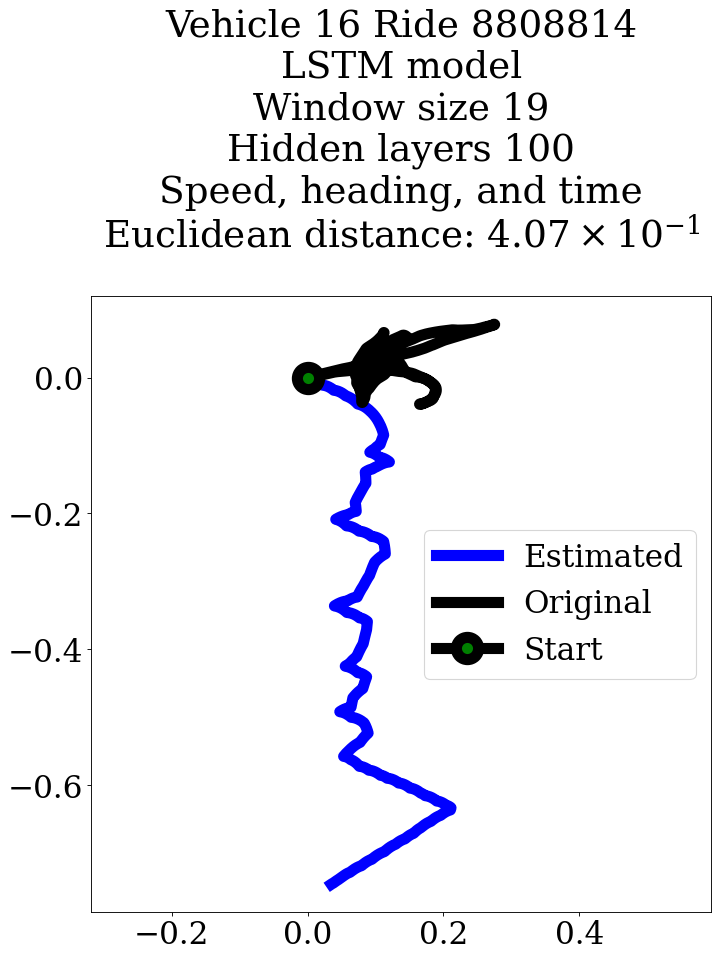 Vehicle 16 Ride 8808814
LSTM model
Window size 19
Hidden layers 100
Speed, heading, and time
Euclidean distance: 4.07 × 10⁻¹
0.0
−0.2
−0.4
−0.6
Estimated
Original
Start
−0.2 0.0 0.2 0.4